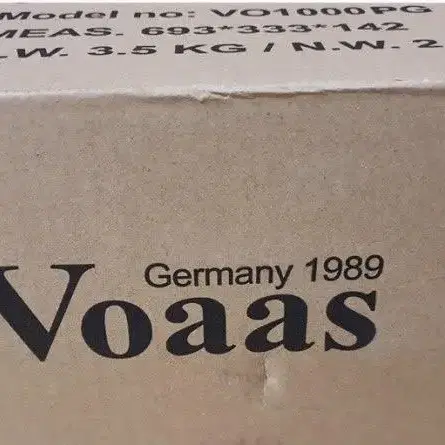 Model no: VO1000PG
MEAS. 693*333*142
.W. 3.5 KG / N.W. 2
Germany 1989
Voaas